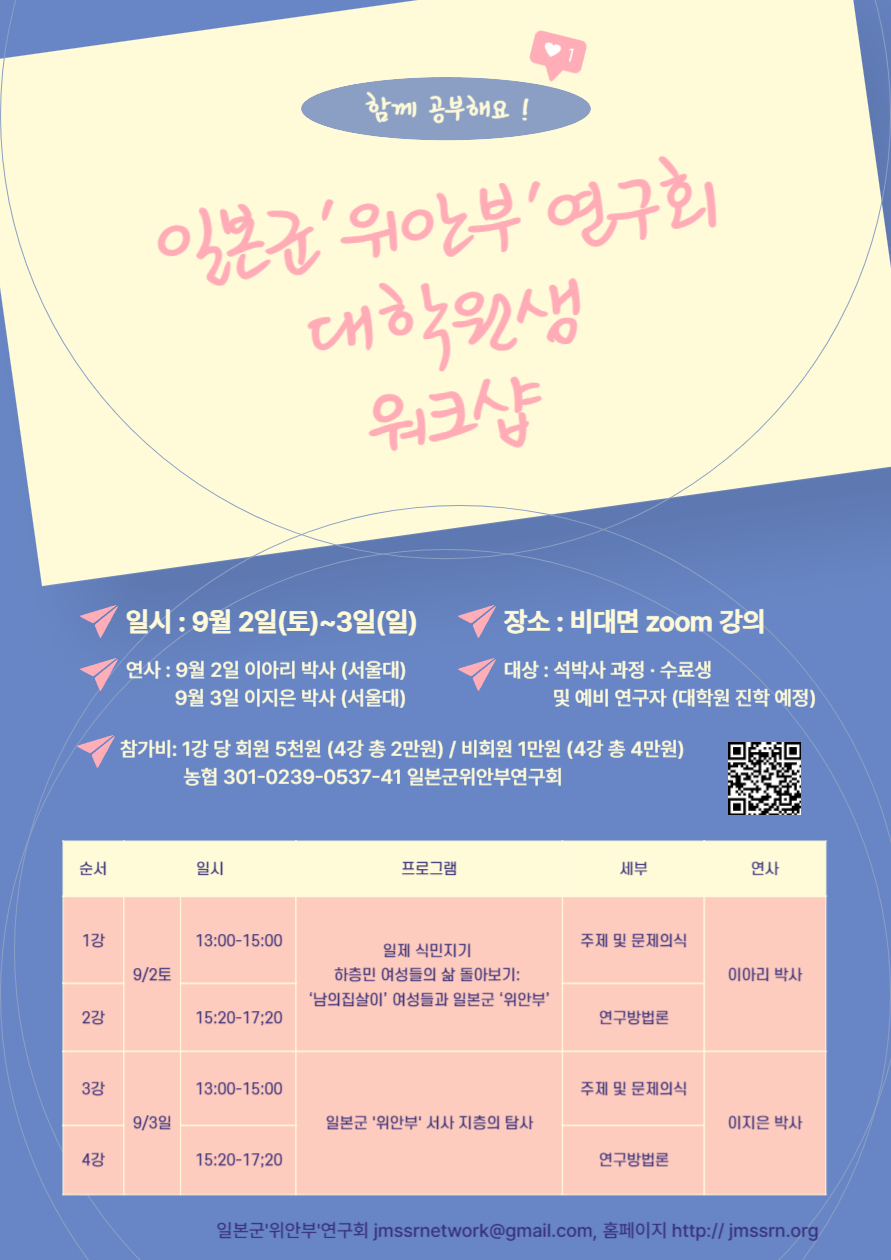 1
함께 공부해요 !
일본군'위안부'연구회
대학원생
워크샵
일시 : 9월 2일(토)~3일(일)
장소 : 비대면 zoom 강의
연사 : 9월 2일 이아리 박사 (서울대)
9월 3일 이지은 박사 (서울대)
대상 : 석박사 과정 · 수료생
및 예비 연구자 (대학원 진학 예정)
참가비: 1강 당 회원 5천원 (4강 총 2만원) / 비회원 1만원 (4강 총 4만원)
농협 301-0239-0537-41 일본군위안부연구회
순서 일시 프로그램 세부 연사
1강
9/2토
13:00-15:00
일제 식민지기
하층민 여성들의 삶 돌아보기:
‘남의집살이’ 여성들과 일본군 ‘위안부’
주제 및 문제의식
이아리 박사
2강
15:20-17;20
연구방법론
3강
9/3일
13:00-15:00
일본군 '위안부' 서사 지층의 탐사
주제 및 문제의식
이지은 박사
4강
15:20-17;20
연구방법론
일본군'위안부'연구회 jmssrnetwork@gmail.com, 홈페이지 http:// jmssrn.org